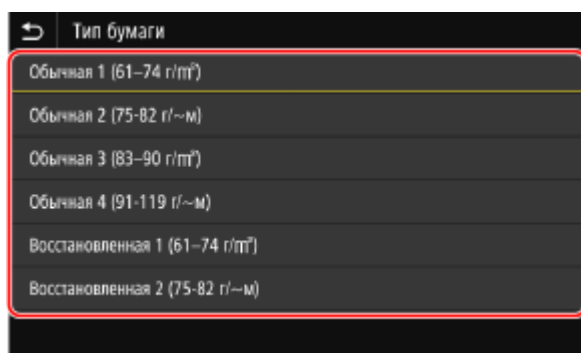 Тип бумаги
Обычная 1 (61–74 г/m²)
Обычная 2 (75-82 г/~м)
Обычная 3 (83–90 г/m²)
Обычная 4 (91-119 г/~м)
Восстановленная 1 (61–74 г/m²)
Восстановленная 2 (75-82 г/~м)